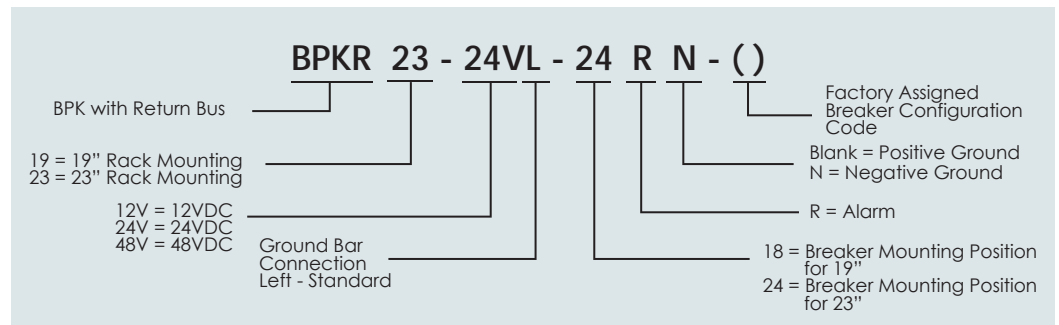 BPKR 23 - 24VL - 24 R N - ( )
BPK with Return Bus
19 = 19” Rack Mounting
23 = 23” Rack Mounting
12V = 12VDC
24V = 24VDC
48V = 48VDC
Ground Bar
Connection
Left - Standard
Factory Assigned
Breaker Configuration
Code
Blank = Positive Ground
N = Negative Ground
R = Alarm
18 = Breaker Mounting Position
for 19”
24 = Breaker Mounting Position
for 23”